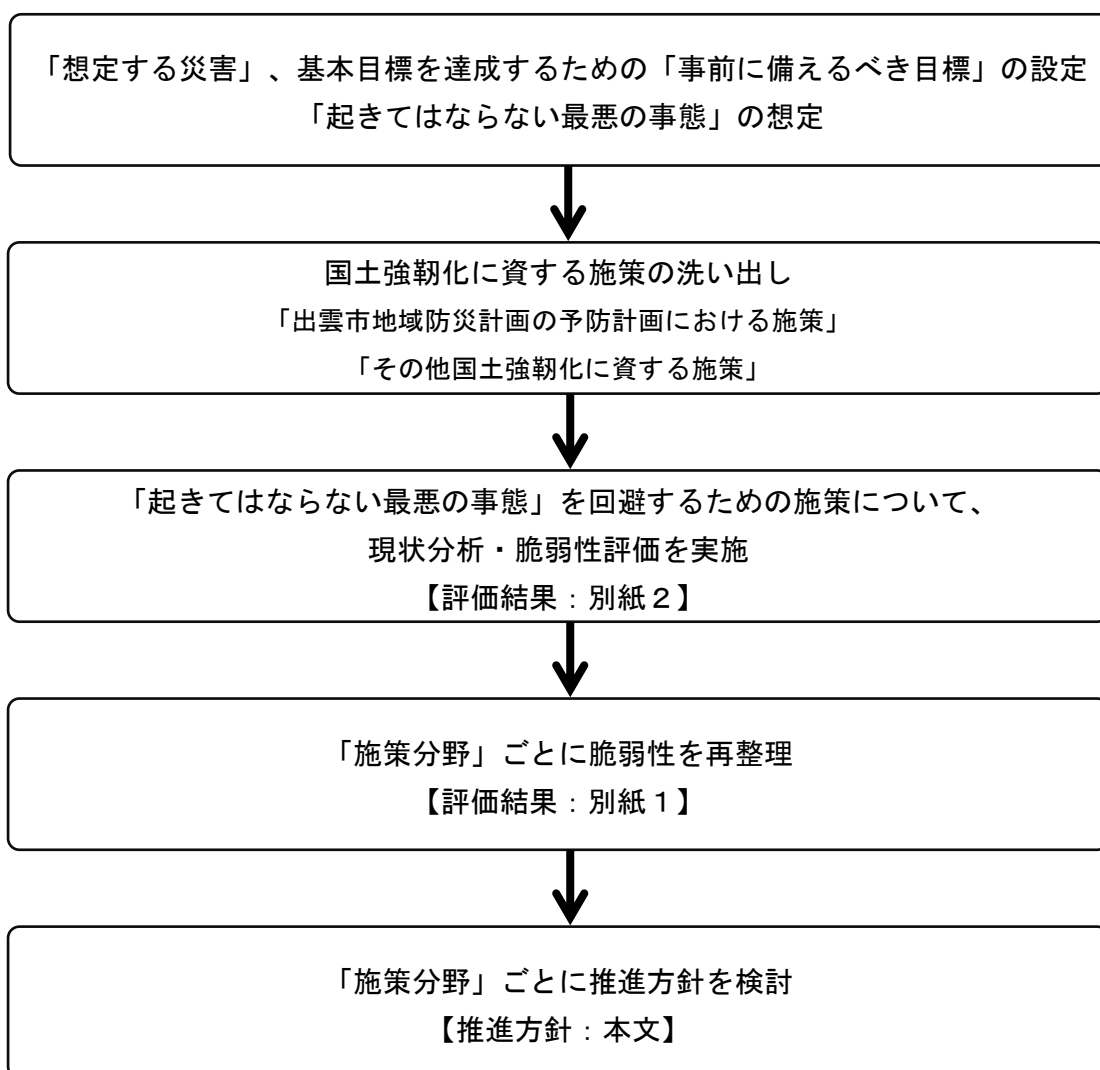 「想定する災害」、基本目標を達成するための「事前に備えるべき目標」の設定
「起きてはならない最悪の事態」の想定
国土強靭化に資する施策の洗い出し
「出雲市地域防災計画の予防計画における施策」
「その他国土強靭化に資する施策」
「起きてはならない最悪の事態」を回避するための施策について、
現状分析・脆弱性評価を実施
【評価結果：別紙２】
「施策分野」ごとに脆弱性を再整理
【評価結果：別紙１】
「施策分野」ごとに推進方針を検討
【推進方針：本文】